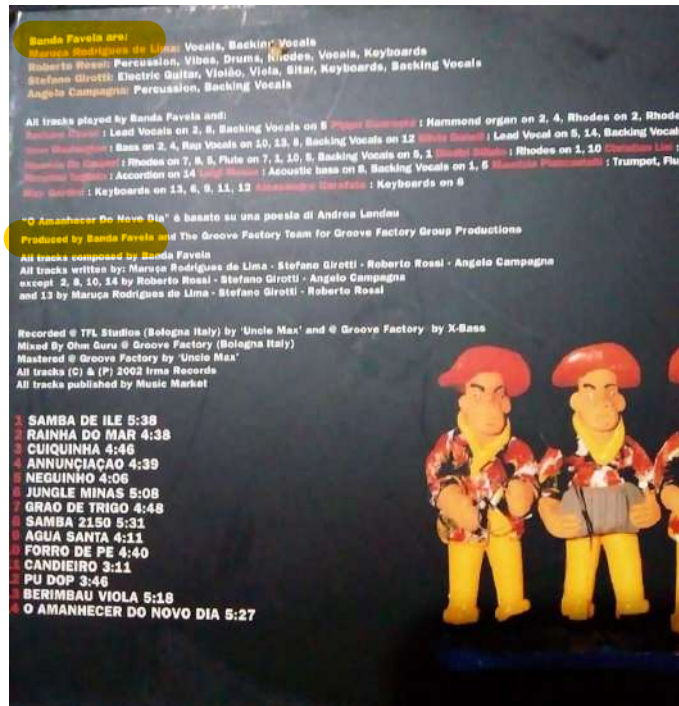 Banda Favela are:
Maruça Rodrigues de Lima: Vocals, Backing Vocals
Roberto Rossi: Percussion, Vibes, Drums, Rhodes, Vocals, Keyboards
Stefano Girotti: Electric Guitar, Violão, Viola, Sitar, Keyboards, Backing Vocals
Angelo Campagna: Percussion, Backing Vocals
All tracks played by Banda Favela and:
: Lead Vocals on 2, 8, Backing Vocals on 5 : Hammond organ on 2, 4, Rhodes on 2, Rhode
: Bass on 2, 4, Rap Vocals on 10, 13, 8, Backing Vocals on 12 : Lead Vocal on 5, 14, Backing Vocal
: Rhodes on 7, 8, 5, Flute on 7, 1, 10, 5, Backing Vocals on 5, 1 : Rhodes on 1, 10
: Accordion on 14 : Acoustic bass on 8, Backing Vocals on 1, 5 : Trumpet, Flu
: Keyboards on 13, 6, 9, 11, 12 : Keyboards on 6
"O Amanhecer Do Novo Dia" è basato su una poesia di Andrea Landau
Produced by Banda Favela and The Groove Factory Team for Groove Factory Group Productions
All tracks composed by Banda Favela
All tracks written by: Maruça Rodrigues de Lima - Stefano Girotti - Roberto Rossi - Angelo Campagna
except 2, 8, 10, 14 by Roberto Rossi - Stefano Girotti - Angelo Campagna
and 13 by Maruça Rodrigues de Lima - Stefano Girotti - Roberto Rossi
Recorded @ TFL Studios (Bologna Italy) by 'Uncle Max' and @ Groove Factory by X-Bass
Mixed By Ohm Guru @ Groove Factory (Bologna Italy)
Mastered @ Groove Factory by 'Uncle Max'
All tracks (C) & (P) 2002 Irma Records
All tracks published by Music Market
1 SAMBA DE ILE 5:38
2 RAINHA DO MAR 4:38
3 CUIQUINHA 4:46
4 ANNUNÇIAÇAO 4:39
5 NEGUINHO 4:06
6 JUNGLE MINAS 5:08
7 GRAO DE TRIGO 4:48
8 SAMBA 2150 5:31
9 AGUA SANTA 4:11
0 FORRO DE PE 4:40
1 CANDIEIRO 3:11
2 PU DOP 3:46
3 BERIMBAU VIOLA 5:18
4 O AMANHECER DO NOVO DIA 5:27